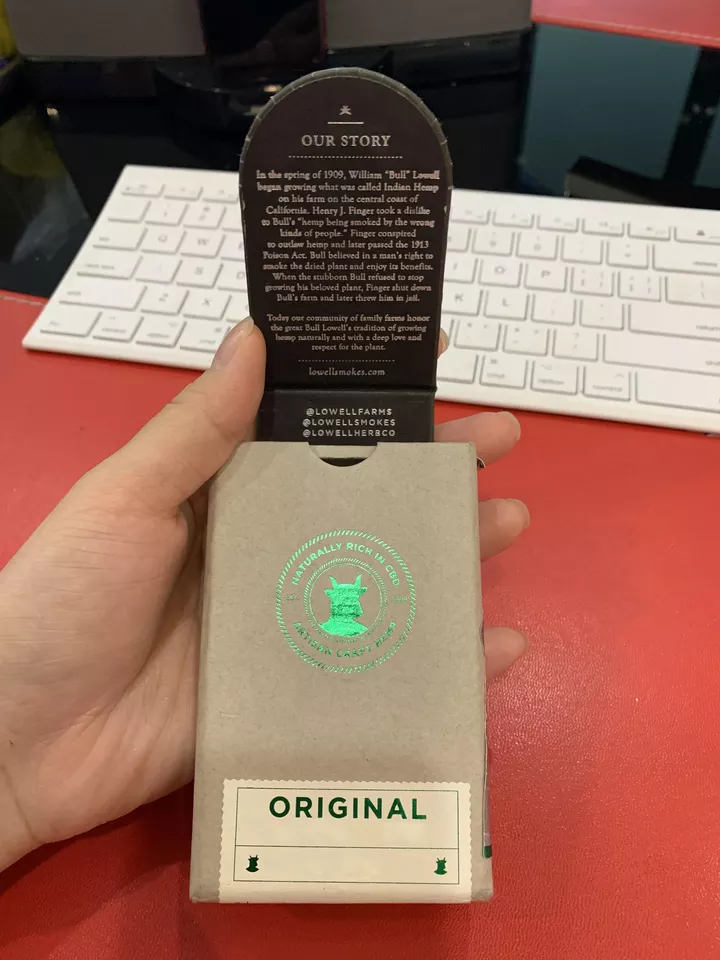 OUR STORY
In the spring of 1909, William "Bull" Lowell
began growing what was called Indian Hemp
on his farm on the central coast of
California. Henry J. Finger took a dislike
to Bull's "hemp being smoked by the wrong
kinds of people." Finger conspired
to outlaw hemp and later passed the 1913
Poison Act. Bull believed in a man's right to
smoke the dried plant and enjoy its benefits.
When the stubborn Bull refused to stop
growing his beloved plant, Finger shut down
Bull's farm and later threw him in jail.
Today our community of family farms honor
the great Bull Lowell's tradition of growing
hemp naturally and with a deep love and
respect for the plant.
lowellsmokes.com
@LOWELLFARMS
@LOWELLSMOKES
@LOWELLHERBCO
NATURALLY RICH IN CBD
ARTISAN CRAFT HEMP
ORIGINAL